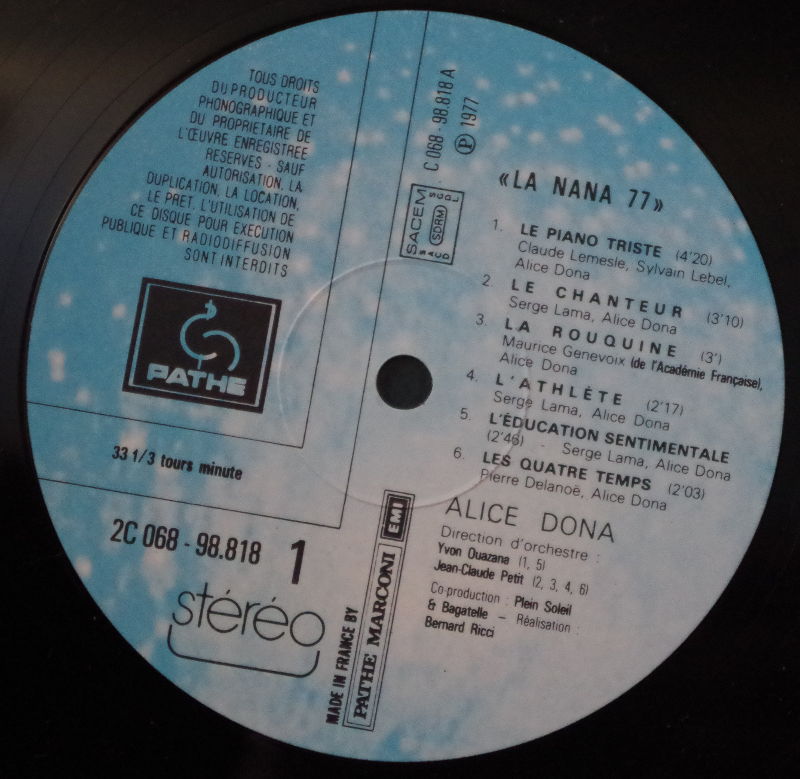 TOUS DROITS
DU PRODUCTEUR
PHONOGRAPHIQUE ET
DU PROPRIETAIRE DE
L'ŒUVRE ENREGISTREE
RESERVES - SAUF
AUTORISATION, LA
DUPLICATION, LA LOCATION,
LE PRET, L'UTILISATION DE
CE DISQUE POUR EXECUTION
PUBLIQUE ET RADIODIFFUSION
SONT INTERDITS
PATHE
33 1/3 tours minute
2C 068 - 98.818 1
stéréo
C 068 - 98.818 A
Ⓟ 1977
SACEM SACD SDRM SCGL
«LA NANA 77»
1. LE PIANO TRISTE (4'20)
Claude Lemesle, Sylvain Lebel,
Alice Dona
2. LE CHANTEUR (3'10)
Serge Lama, Alice Dona
3. LA ROUQUINE (3')
Maurice Genevoix (de l'Académie Française),
Alice Dona
4. L'ATHLÉTE (2'17)
Serge Lama, Alice Dona
5. L'ÉDUCATION SENTIMENTALE
(2'46) - Serge Lama, Alice Dona
6. LES QUATRE TEMPS (2'03)
Pierre Delanoë, Alice Dona
ALICE DONA
Direction d'orchestre :
Yvon Ouazana (1, 5)
Jean-Claude Petit (2, 3, 4, 6)
Co-production : Plein Soleil
& Bagatelle - Réalisation :
Bernard Ricci
MADE IN FRANCE BY
PATHE MARCONI EMI